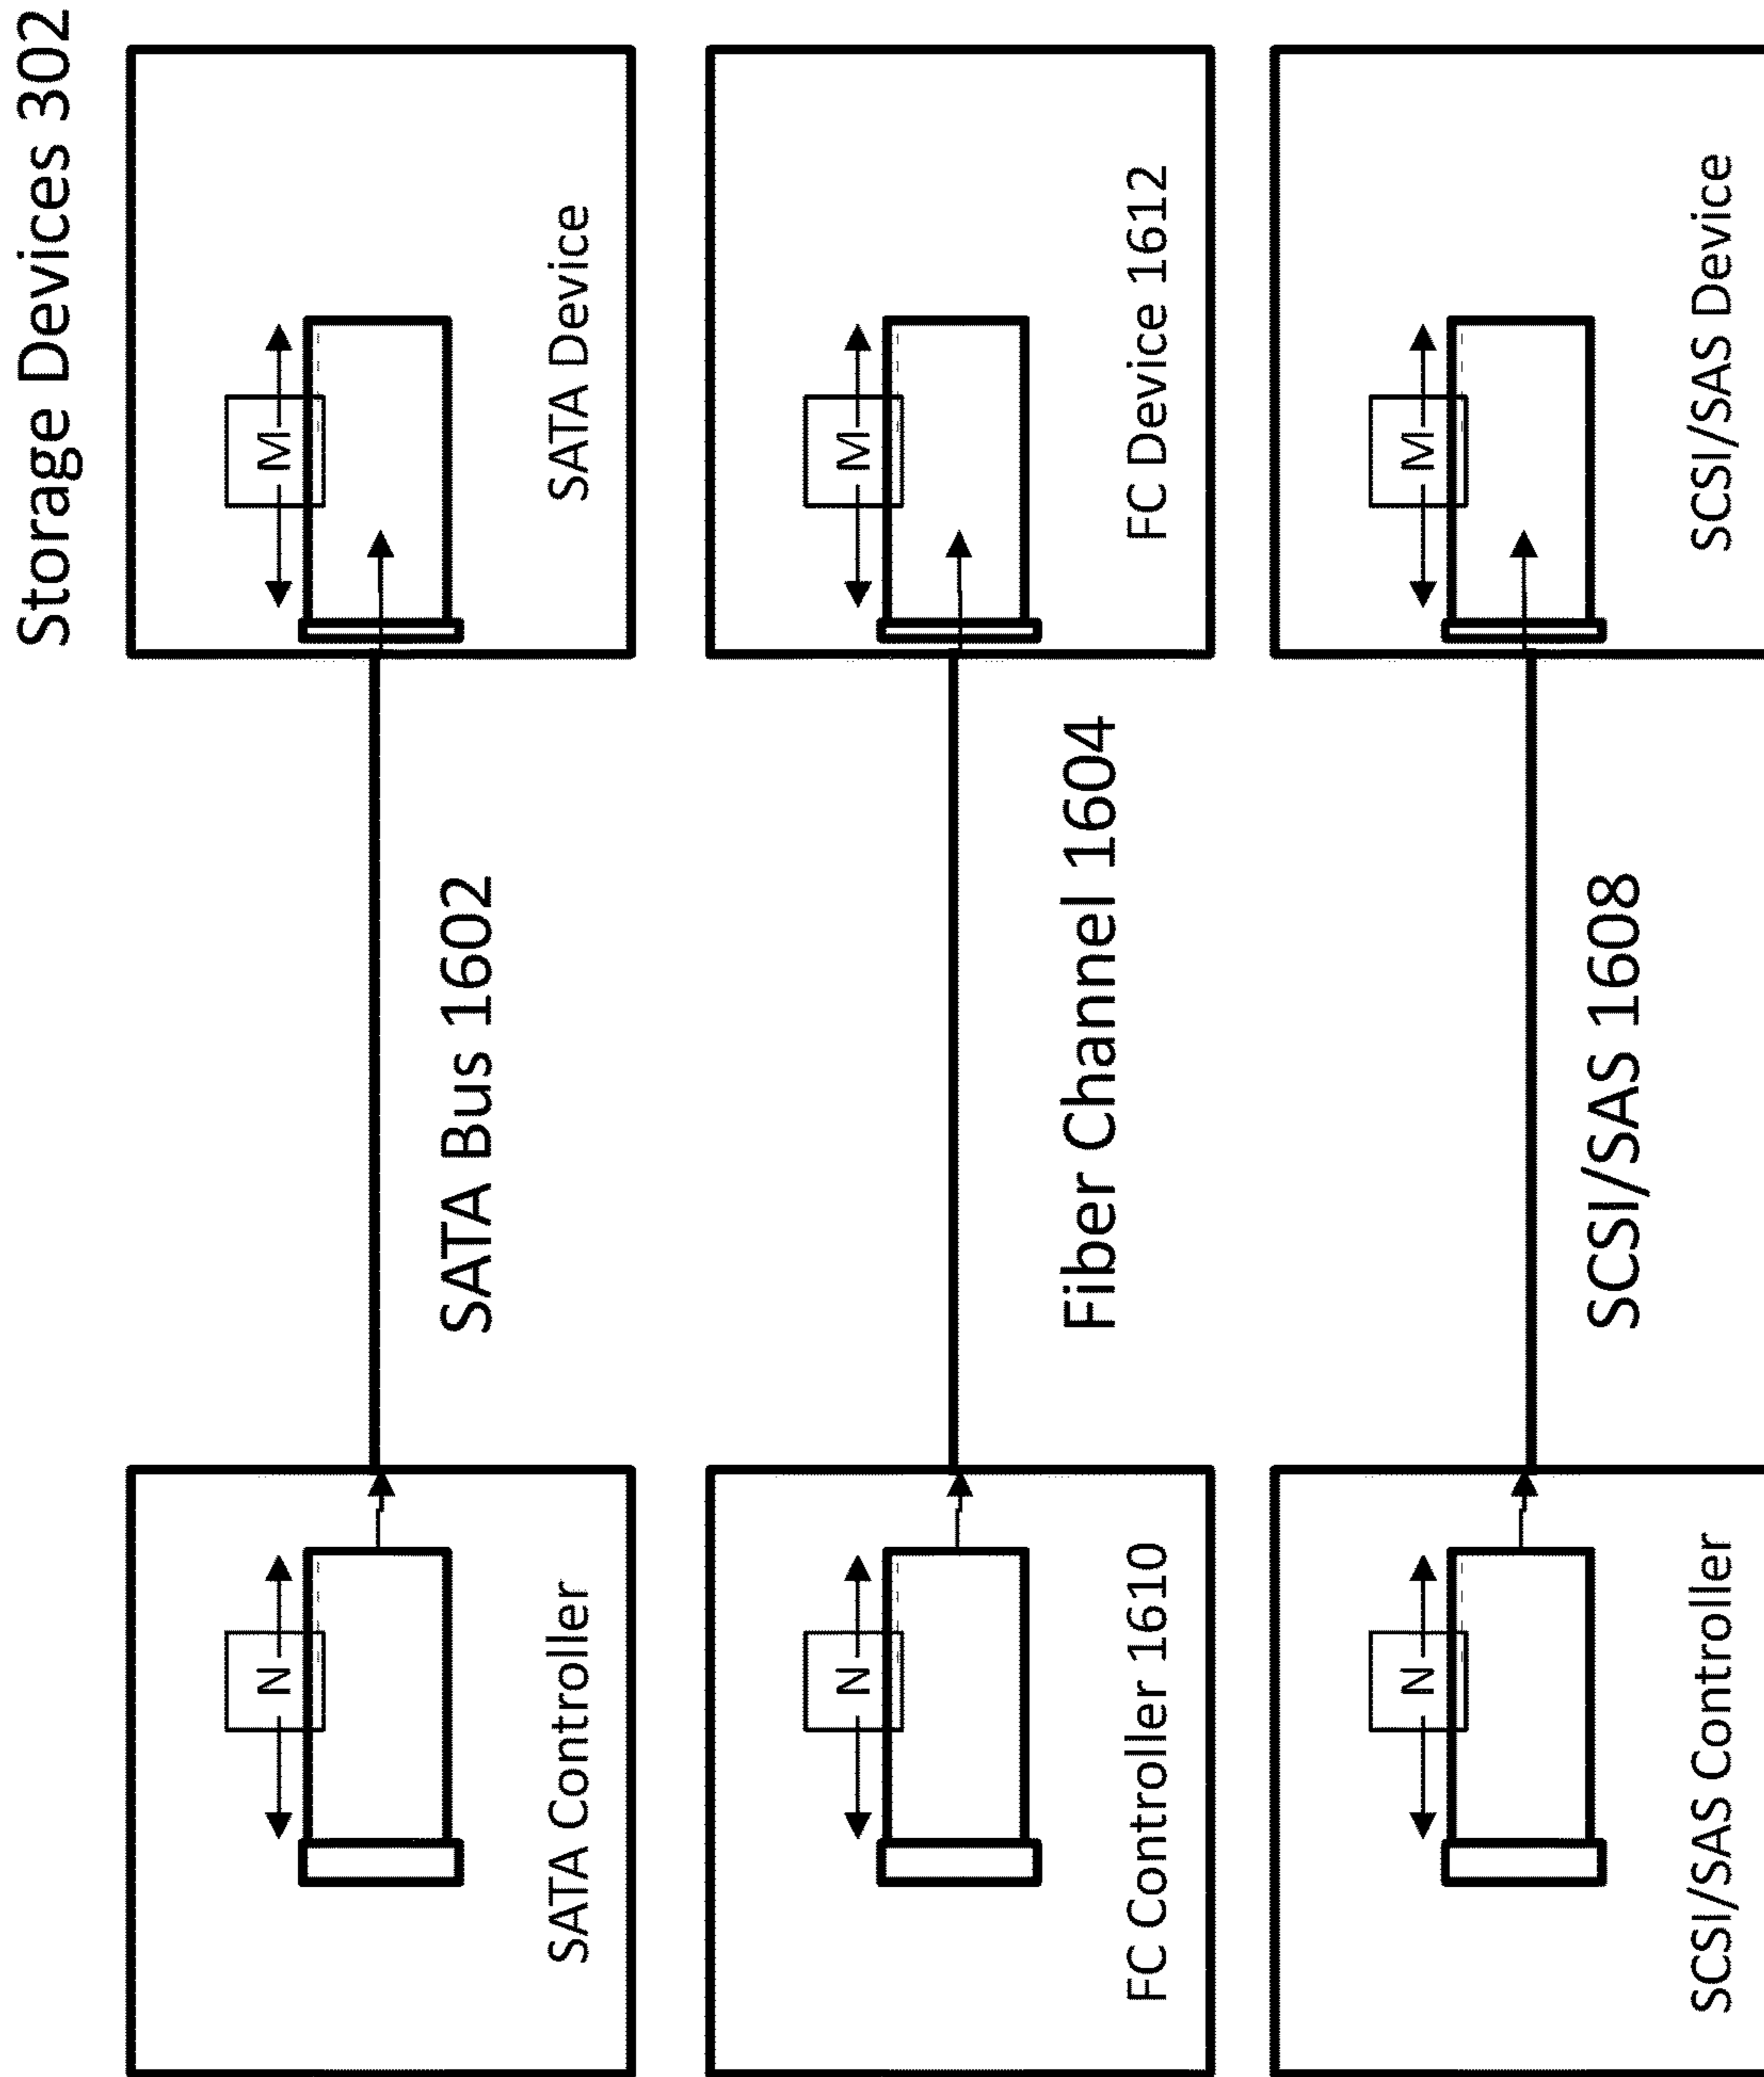 Storage Devices 302
N
M
SATA Controller
SATA Bus 1602
SATA Device
N
M
FC Controller 1610
Fiber Channel 1604
FC Device 1612
N
M
SCSI/SAS Controller
SCSI/SAS 1608
SCSI/SAS Device